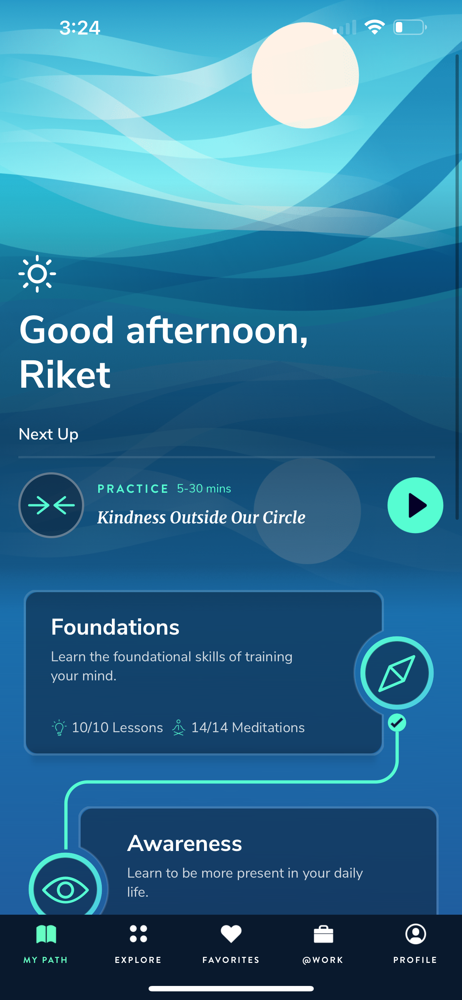 3:24
Good afternoon,
Riket
Next Up
PRACTICE 5-30 mins
Kindness Outside Our Circle
Foundations
Learn the foundational skills of training
your mind.
10/10 Lessons 14/14 Meditations
Awareness
Learn to be more present in your daily
life.
MY PATH EXPLORE FAVORITES @WORK PROFILE